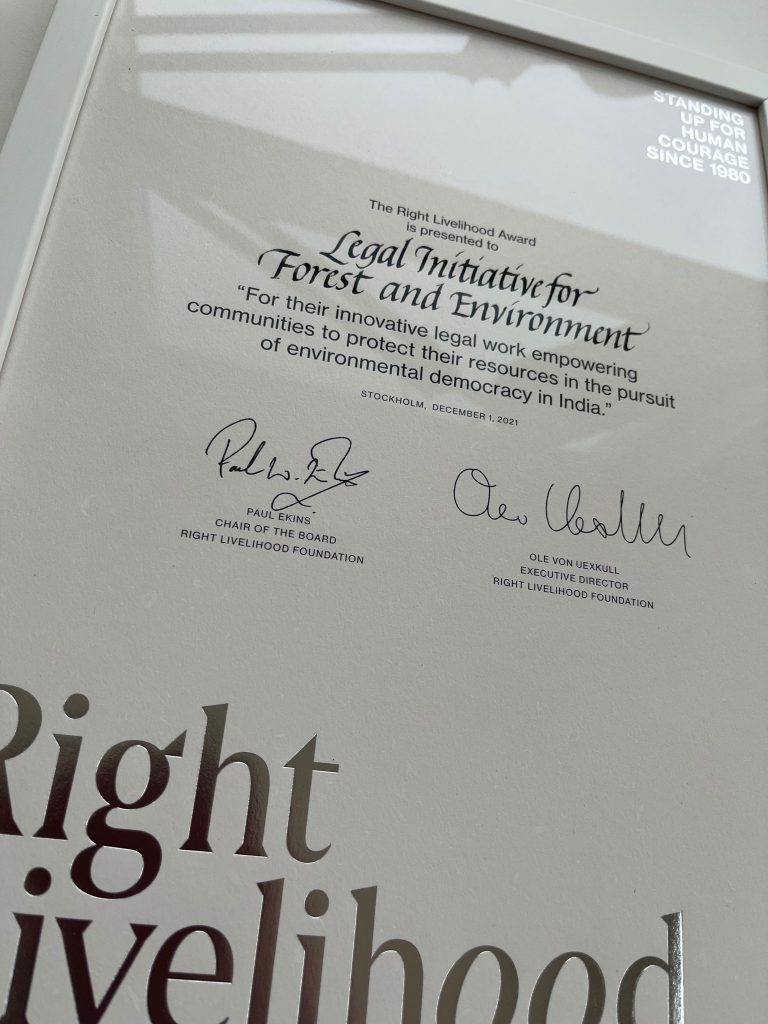 STANDING
UP FOR
HUMAN
COURAGE
SINCE 1980
The Right Livelihood Award
is presented to
Legal Initiative for
Forest and Environment
“For their innovative legal work empowering
communities to protect their resources in the pursuit
of environmental democracy in India.”
STOCKHOLM, DECEMBER 1, 2021
PAUL EKINS
CHAIR OF THE BOARD
RIGHT LIVELIHOOD FOUNDATION
OLE VON UEXKULL
EXECUTIVE DIRECTOR
RIGHT LIVELIHOOD FOUNDATION
Right
Livelihood